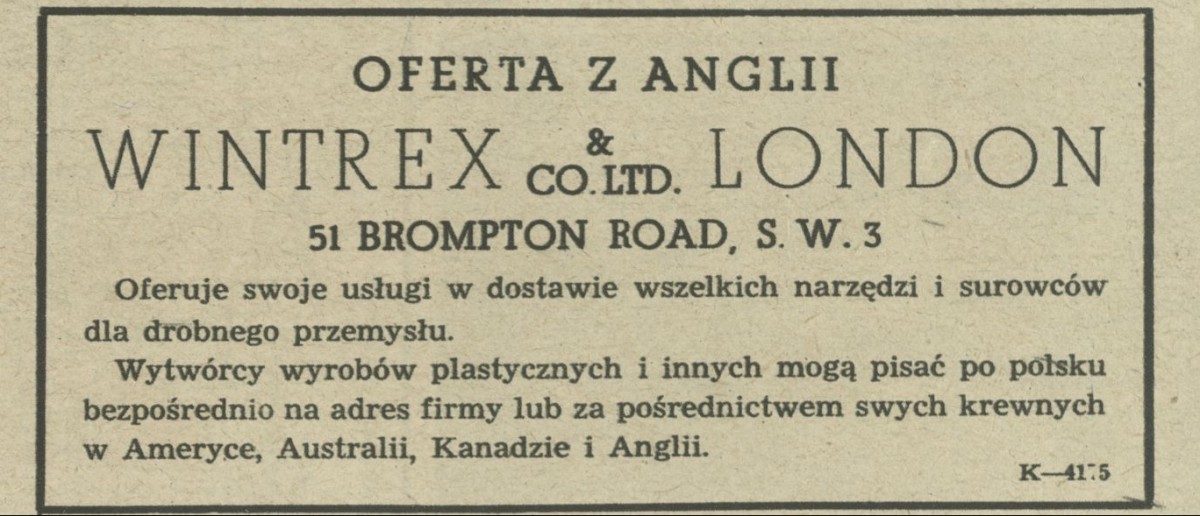 OFERTA Z ANGLII
WINTREX & CO. LTD. LONDON
51 BROMPTON ROAD, S. W. 3
Oferuje swoje usługi w dostawie wszelkich narzędzi i surowców
dla drobnego przemysłu.
Wytwórcy wyrobów plastycznych i innych mogą pisać po polsku
bezpośrednio na adres firmy lub za pośrednictwem swych krewnych
w Ameryce, Australii, Kanadzie i Anglii.